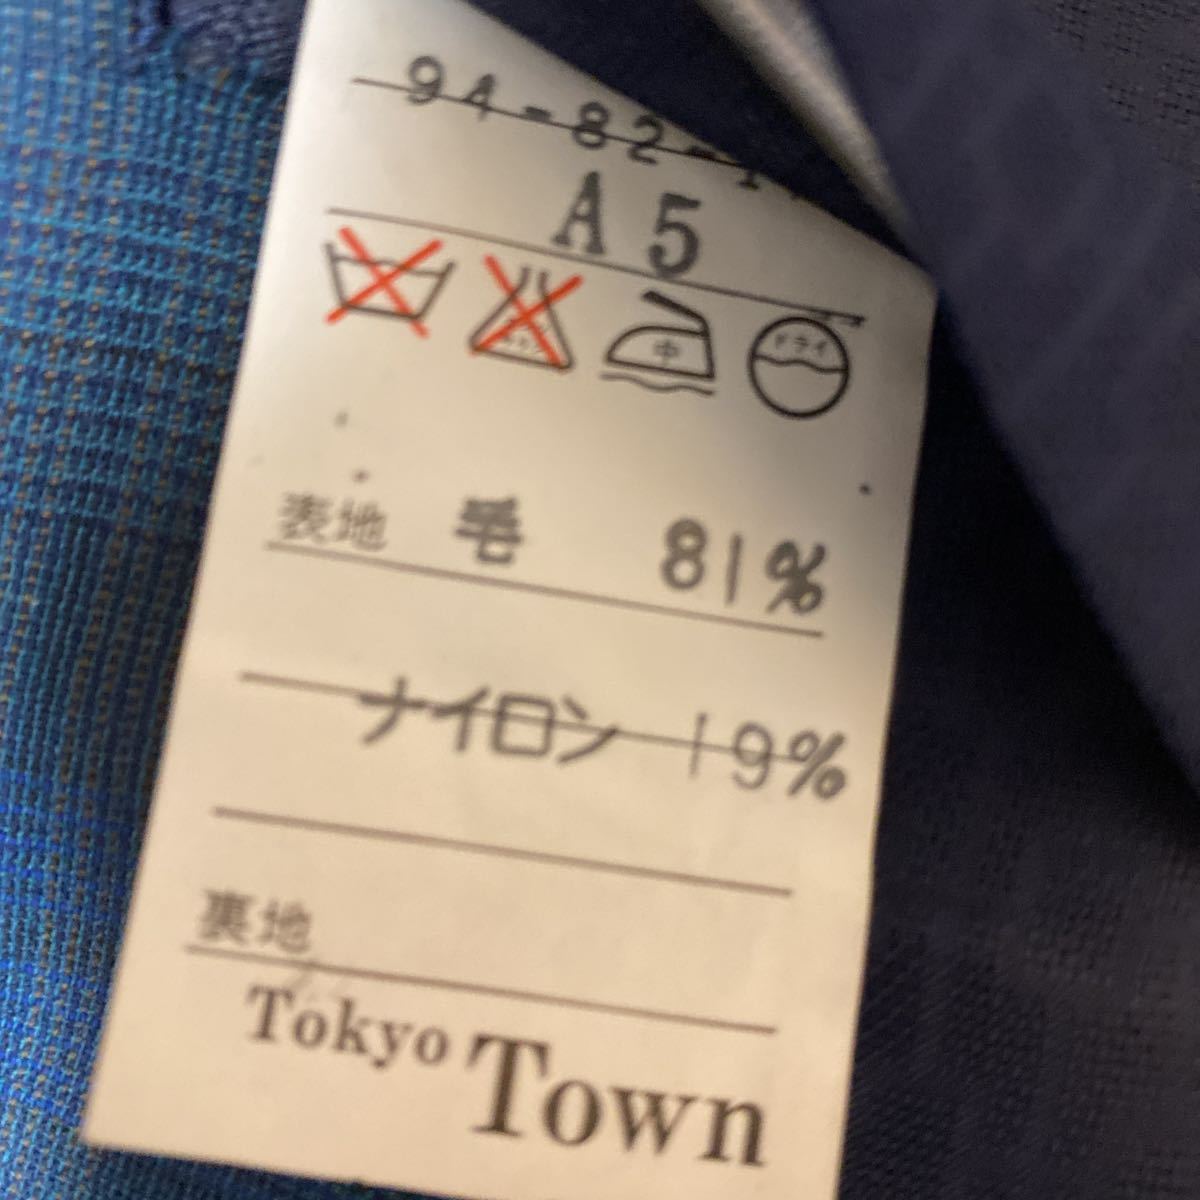 94-82-
A5
中 ドライ
表地 毛 81%
ナイロン 19%
裏地
Tokyo Town